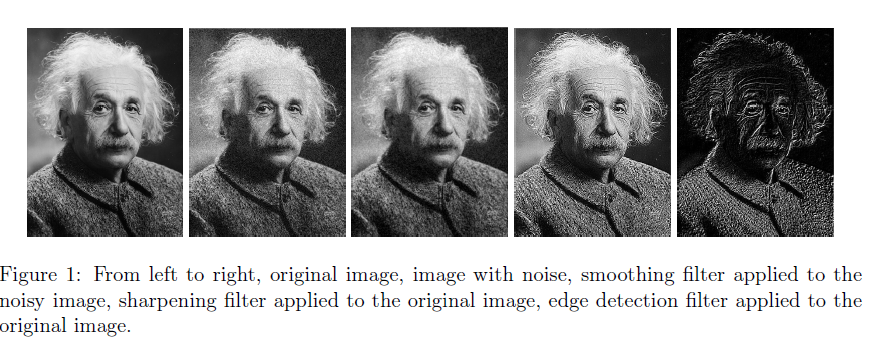 Figure 1: From left to right, original image, image with noise, smoothing filter applied to the
noisy image, sharpening filter applied to the original image, edge detection filter applied to the
original image.